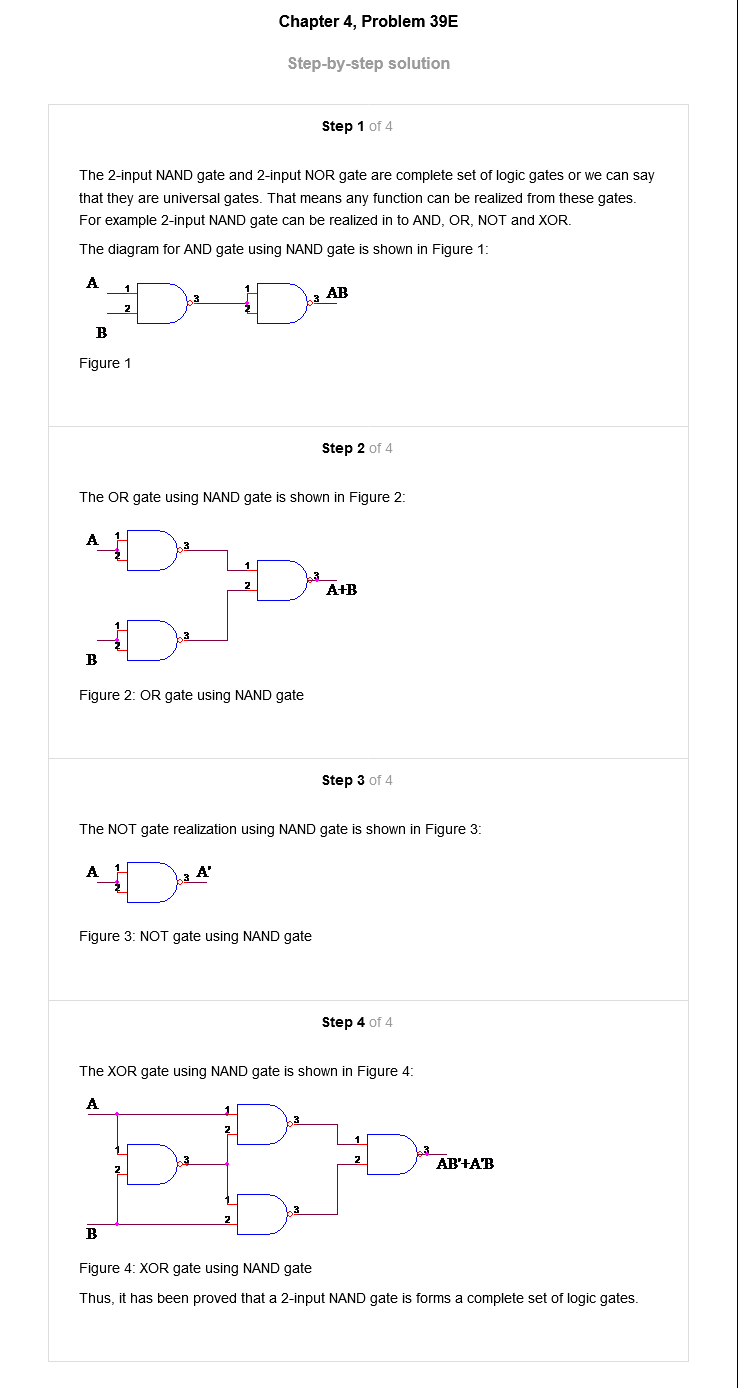 Chapter 4, Problem 39E
Step-by-step solution
Step 1 of 4
The 2-input NAND gate and 2-input NOR gate are complete set of logic gates or we can say
that they are universal gates. That means any function can be realized from these gates.
For example 2-input NAND gate can be realized in to AND, OR, NOT and XOR.
The diagram for AND gate using NAND gate is shown in Figure 1:
A
1 3 1 3 AB
2 2
B
Figure 1
Step 2 of 4
The OR gate using NAND gate is shown in Figure 2:
A 1 3
2
1 3
2 A+B
1 3
2
B
Figure 2: OR gate using NAND gate
Step 3 of 4
The NOT gate realization using NAND gate is shown in Figure 3:
A 1 3 A'
2
Figure 3: NOT gate using NAND gate
Step 4 of 4
The XOR gate using NAND gate is shown in Figure 4:
A
1 3
2
1 3 1 3
2 2 AB'+A'B
1 3
2
B
Figure 4: XOR gate using NAND gate
Thus, it has been proved that a 2-input NAND gate is forms a complete set of logic gates.